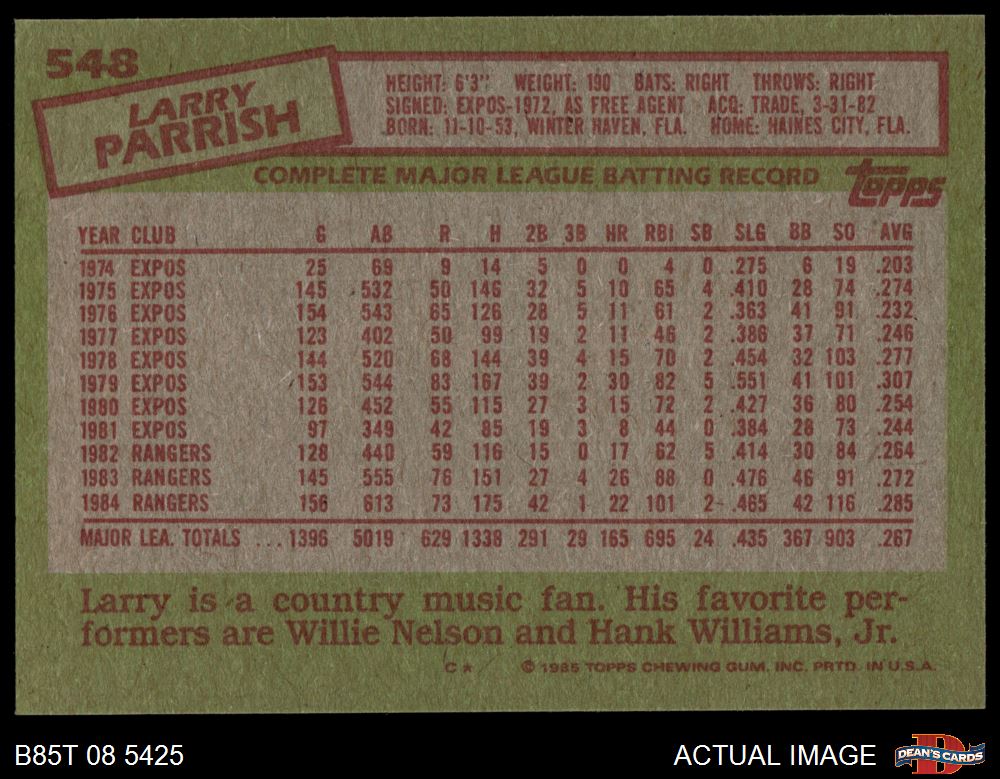 548
LARRY
PARRISH
HEIGHT: 6'3" WEIGHT: 190 BATS: RIGHT THROWS: RIGHT
SIGNED: EXPOS-1972, AS FREE AGENT ACQ: TRADE, 3-31-82
BORN: 11-10-53, WINTER HAVEN, FLA. HOME: HAINES CITY, FLA.
COMPLETE MAJOR LEAGUE BATTING RECORD topps
YEAR CLUB G AB R H 2B 3B HR RBI SB SLG BB SO AVG
1974 EXPOS 25 69 9 14 5 0 0 4 0 .275 6 19 .203
1975 EXPOS 145 532 50 146 32 5 10 65 4 .410 28 74 .274
1976 EXPOS 154 543 65 126 28 5 11 61 2 .363 41 91 .232
1977 EXPOS 123 402 50 99 19 2 11 46 2 .386 37 71 .246
1978 EXPOS 144 520 68 144 39 4 15 70 2 .454 32 103 .277
1979 EXPOS 153 544 83 167 39 2 30 82 5 .551 41 101 .307
1980 EXPOS 126 452 55 115 27 3 15 72 2 .427 36 80 .254
1981 EXPOS 97 349 42 85 19 3 8 44 0 .384 28 73 .244
1982 RANGERS 128 440 59 116 15 0 17 62 5 .414 30 84 .264
1983 RANGERS 145 555 76 151 27 4 26 88 0 .476 46 91 .272
1984 RANGERS 156 613 73 175 42 1 22 101 2 .465 42 116 .285
MAJOR LEA. TOTALS ... 1396 5019 629 1338 291 29 165 695 24 .435 367 903 .267
Larry is a country music fan. His favorite per-
formers are Willie Nelson and Hank Williams, Jr.
C* © 1985 TOPPS CHEWING GUM, INC. PRTD. IN U.S.A.
B85T 08 5425 ACTUAL IMAGE D DEAN'S CARDS